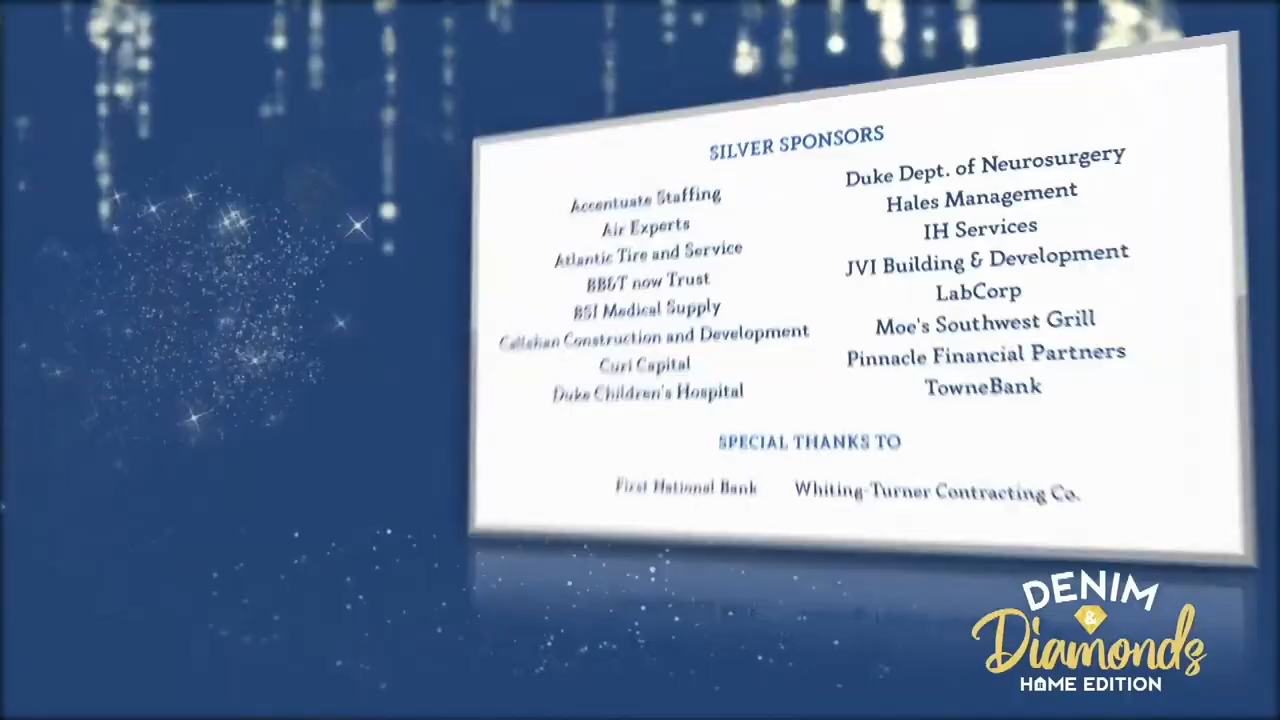 SILVER SPONSORS
Accentuate Staffing
Air Experts
Atlantic Tire and Service
BB&T now Trust
BSI Medical Supply
Callahan Construction and Development
Curi Capital
Duke Children's Hospital
Duke Dept. of Neurosurgery
Hales Management
IH Services
JVI Building & Development
LabCorp
Moe's Southwest Grill
Pinnacle Financial Partners
TowneBank
SPECIAL THANKS TO
First National Bank
Whiting-Turner Contracting Co.
DENIM
&
Diamonds
HOME EDITION